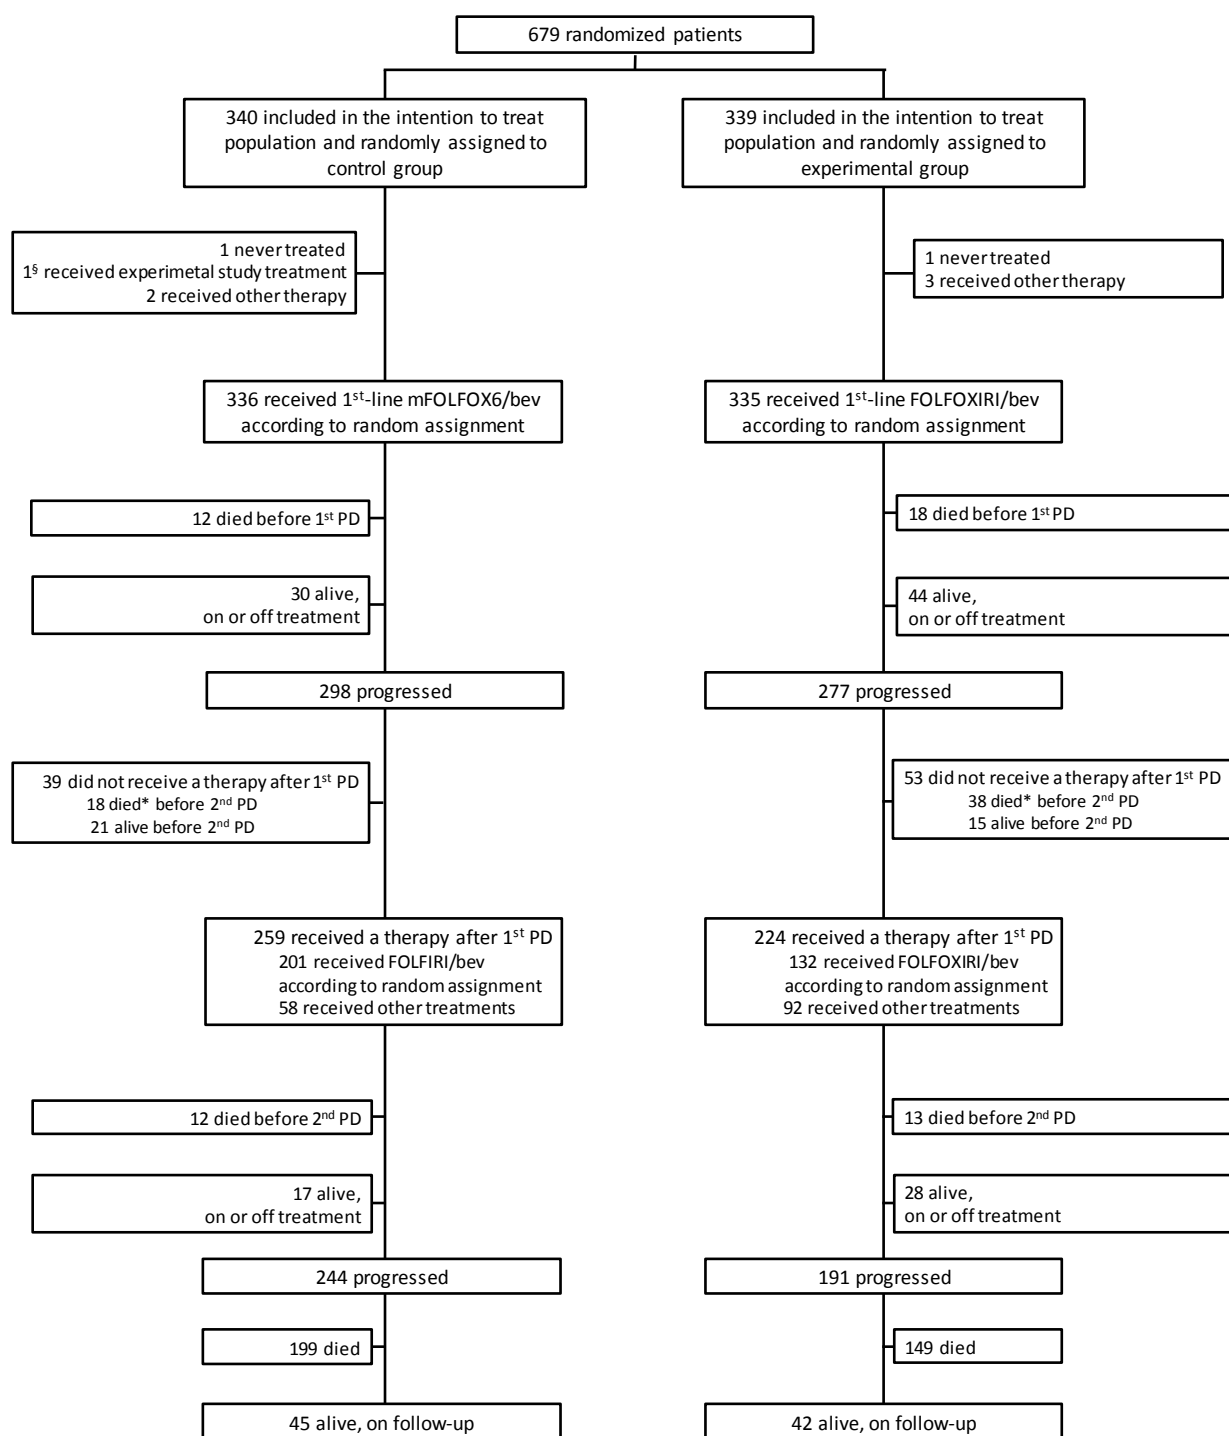 679 randomized patients
340 included in the intention to treat
population and randomly assigned to
control group
339 included in the intention to treat
population and randomly assigned to
experimental group
1 never treated
1§ received experimetal study treatment
2 received other therapy
1 never treated
3 received other therapy
336 received 1st-line mFOLFOX6/bev
according to random assignment
335 received 1st-line FOLFOXIRI/bev
according to random assignment
12 died before 1st PD
18 died before 1st PD
30 alive,
on or off treatment
44 alive,
on or off treatment
298 progressed
277 progressed
39 did not receive a therapy after 1st PD
18 died* before 2nd PD
21 alive before 2nd PD
53 did not receive a therapy after 1st PD
38 died* before 2nd PD
15 alive before 2nd PD
259 received a therapy after 1st PD
201 received FOLFIRI/bev
according to random assignment
58 received other treatments
224 received a therapy after 1st PD
132 received FOLFOXIRI/bev
according to random assignment
92 received other treatments
12 died before 2nd PD
13 died before 2nd PD
17 alive,
on or off treatment
28 alive,
on or off treatment
244 progressed
191 progressed
199 died
149 died
45 alive, on follow-up
42 alive, on follow-up